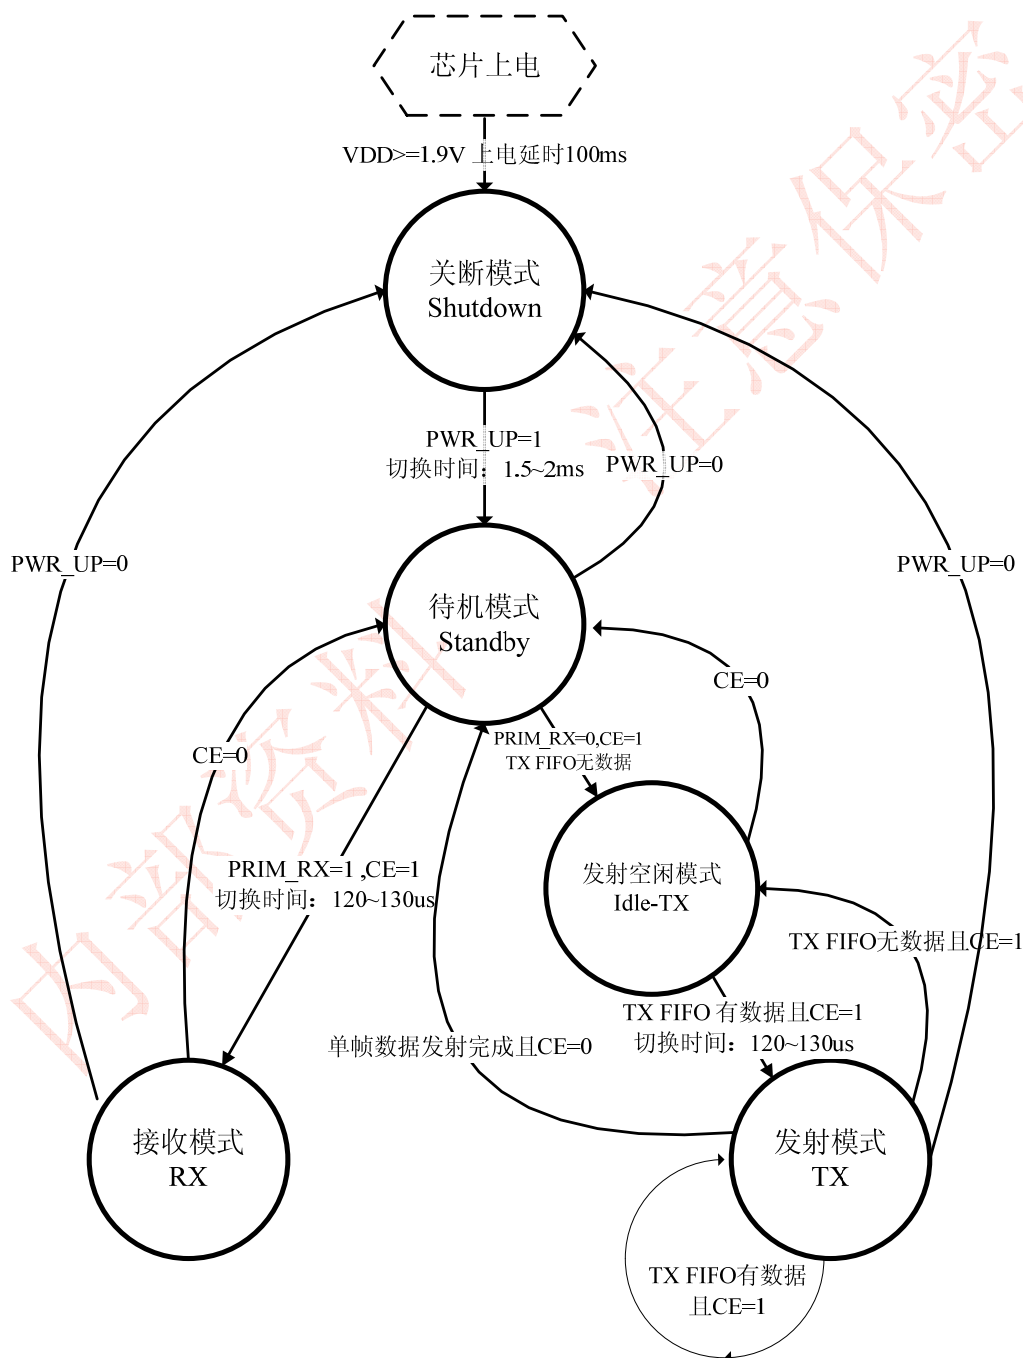 芯片上电
VDD>=1.9V 上电延时100ms
关断模式
Shutdown
PWR_UP=1
切换时间：1.5~2ms
PWR_UP=0
PWR_UP=0
PWR_UP=0
待机模式
Standby
CE=0
CE=0
PRIM_RX=0,CE=1
TX FIFO无数据
PRIM_RX=1 ,CE=1
切换时间：120~130us
发射空闲模式
Idle-TX
TX FIFO无数据且CE=1
TX FIFO 有数据且CE=1
切换时间：120~130us
单帧数据发射完成且CE=0
接收模式
RX
发射模式
TX
TX FIFO有数据
且CE=1
内部资料 注意保密